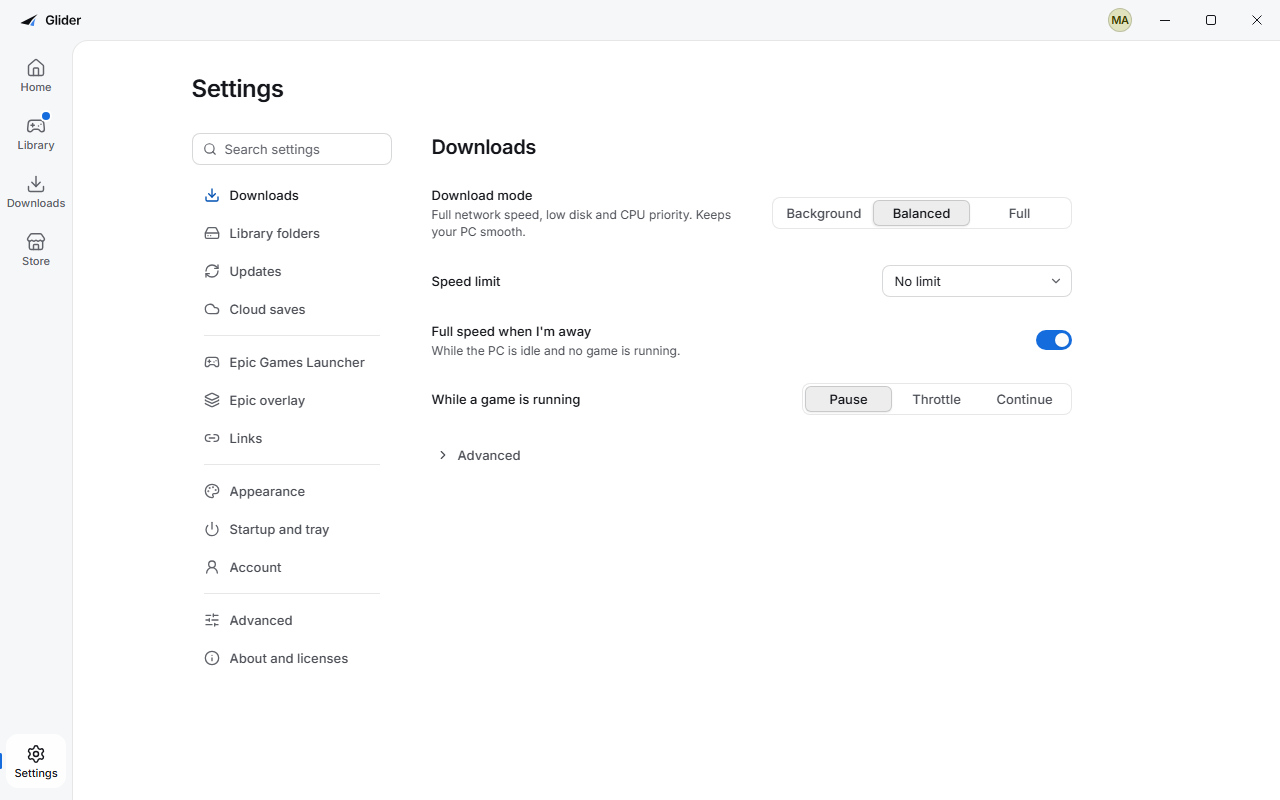 Glider
MA
Home
Library
Downloads
Store
Settings
Settings
Search settings
Downloads
Library folders
Updates
Cloud saves
Epic Games Launcher
Epic overlay
Links
Appearance
Startup and tray
Account
Advanced
About and licenses
Downloads
Download mode
Full network speed, low disk and CPU priority. Keeps
your PC smooth.
Background Balanced Full
Speed limit
No limit
Full speed when I'm away
While the PC is idle and no game is running.
While a game is running
Pause Throttle Continue
Advanced